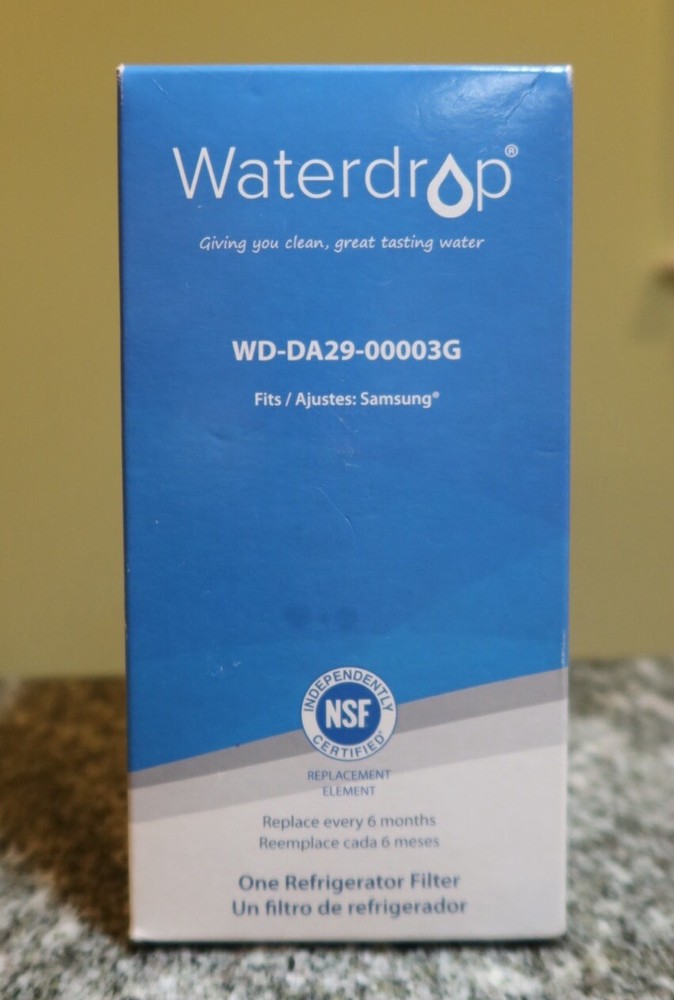 Waterdrop®
Giving you clean, great tasting water
WD-DA29-00003G
Fits / Ajustes: Samsung®
INDEPENDENTLY
NSF
CERTIFIED
REPLACEMENT
ELEMENT
Replace every 6 months
Reemplace cada 6 meses
One Refrigerator Filter
Un filtro de refrigerador